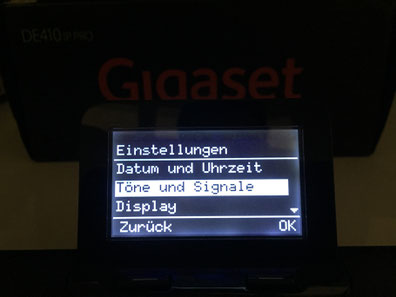 DE410 IP PRO
Gigaset
Einstellungen
Datum und Uhrzeit
Töne und Signale
Display
Zurück OK